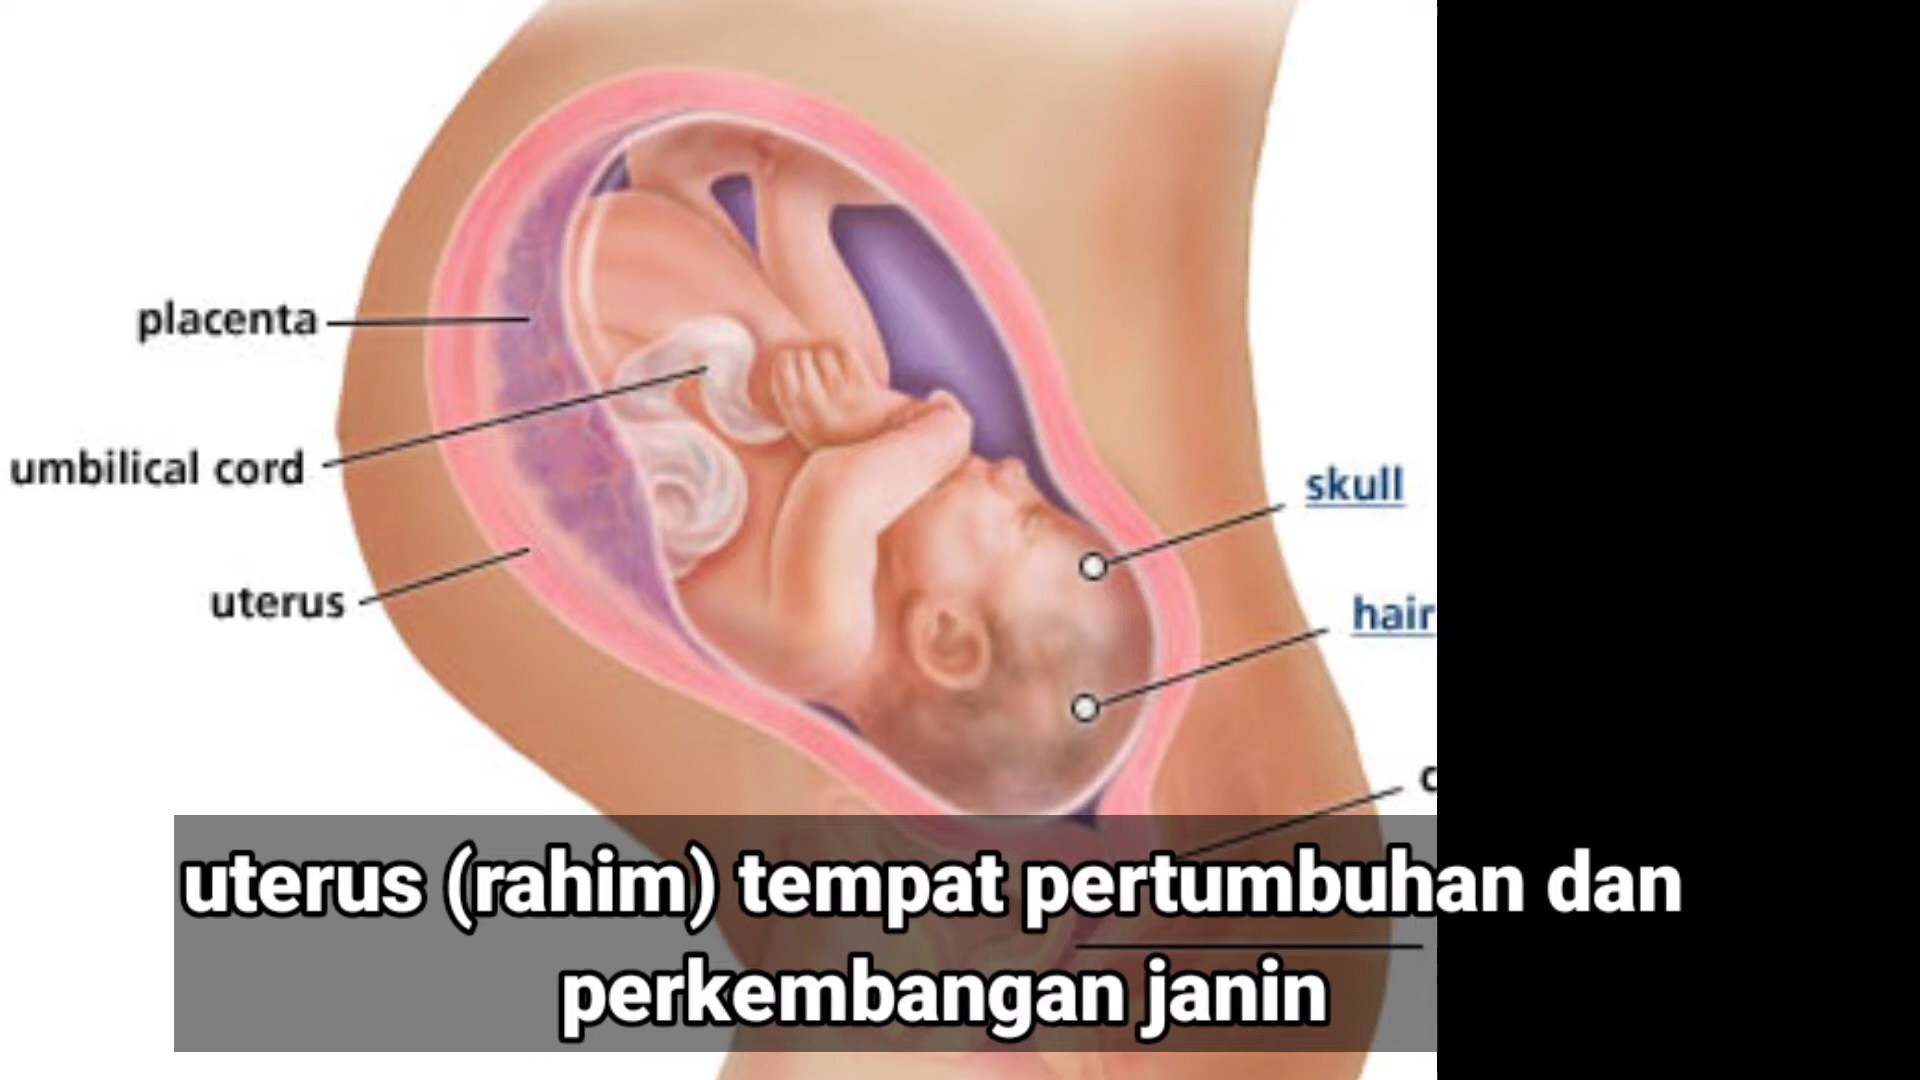 placenta
umbilical cord
uterus
skull
hair
c
uterus (rahim) tempat pertumbuhan dan
perkembangan janin